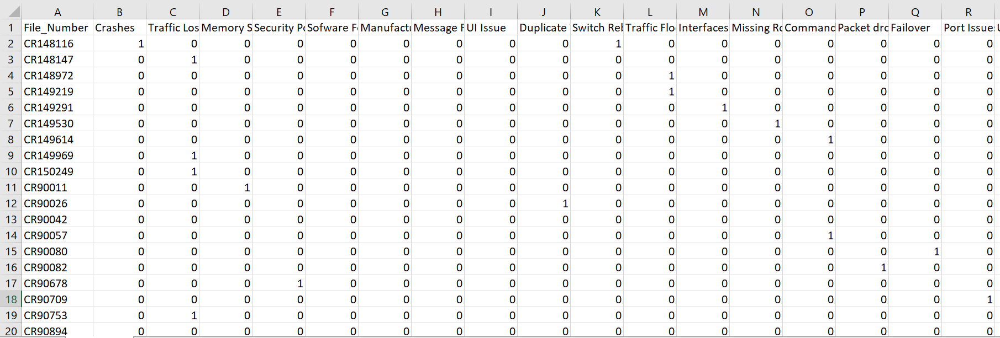 A B C D E F G H I J K L M N O P Q R
1 File_Number Crashes Traffic Los Memory S Security Po Sofware F Manufactu Message F UI Issue Duplicate Switch Reb Traffic Floo Interfaces Missing Ro Command Packet dro Failover Port Issues
2 CR148116 1 0 0 0 0 0 0 0 0 1 0 0 0 0 0 0 0
3 CR148147 0 1 0 0 0 0 0 0 0 0 0 0 0 0 0 0 0
4 CR148972 0 0 0 0 0 0 0 0 0 0 1 0 0 0 0 0 0
5 CR149219 0 0 0 0 0 0 0 0 0 0 1 0 0 0 0 0 0
6 CR149291 0 0 0 0 0 0 0 0 0 0 0 1 0 0 0 0 0
7 CR149530 0 0 0 0 0 0 0 0 0 0 0 0 1 0 0 0 0
8 CR149614 0 0 0 0 0 0 0 0 0 0 0 0 0 1 0 0 0
9 CR149969 0 1 0 0 0 0 0 0 0 0 0 0 0 0 0 0 0
10 CR150249 0 1 0 0 0 0 0 0 0 0 0 0 0 0 0 0 0
11 CR90011 0 0 1 0 0 0 0 0 0 0 0 0 0 0 0 0 0
12 CR90026 0 0 0 0 0 0 0 0 1 0 0 0 0 0 0 0 0
13 CR90042 0 0 0 0 0 0 0 0 0 0 0 0 0 0 0 0 0
14 CR90057 0 0 0 0 0 0 0 0 0 0 0 0 0 1 0 0 0
15 CR90080 0 0 0 0 0 0 0 0 0 0 0 0 0 0 0 1 0
16 CR90082 0 0 0 0 0 0 0 0 0 0 0 0 0 0 1 0 0
17 CR90678 0 0 0 1 0 0 0 0 0 0 0 0 0 0 0 0 0
18 CR90709 0 0 0 0 0 0 0 0 0 0 0 0 0 0 0 0 1
19 CR90753 0 1 0 0 0 0 0 0 0 0 0 0 0 0 0 0 0
20 CR90894 0 0 0 0 0 0 0 0 0 0 0 0 0 0 0 0 0